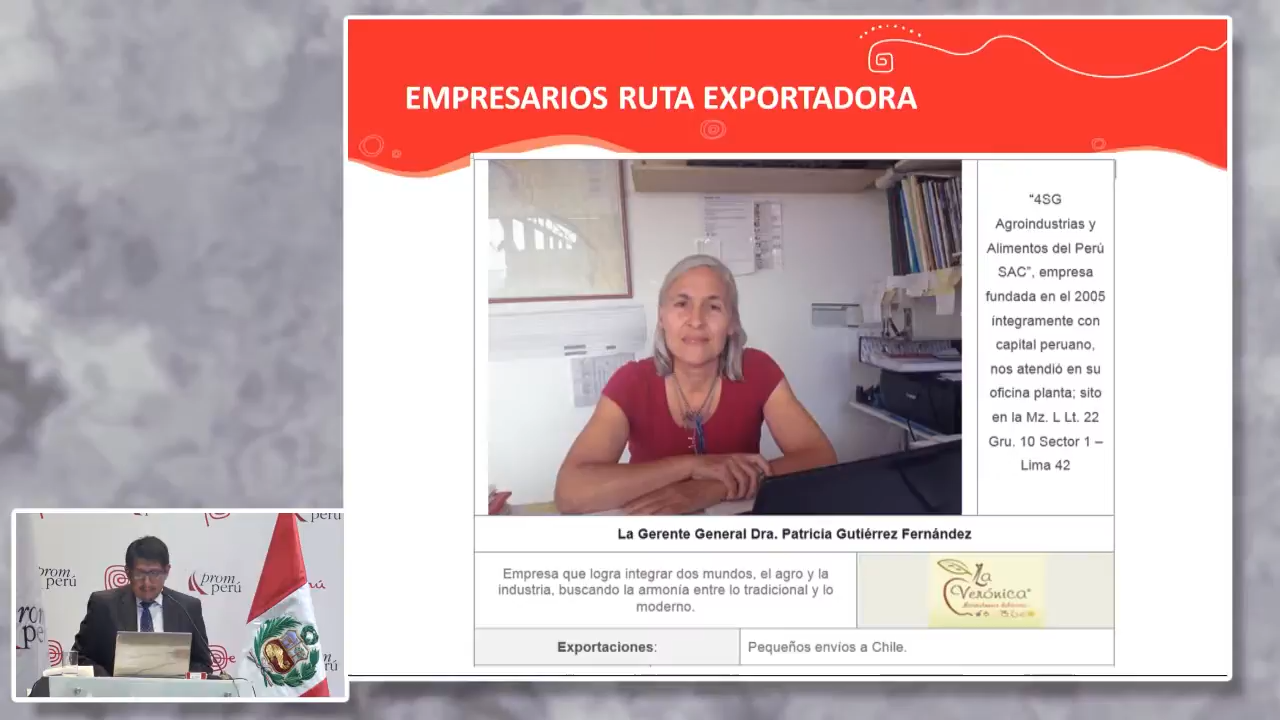 EMPRESARIOS RUTA EXPORTADORA
“4SG
Agroindustrias y
Alimentos del Perú
SAC”, empresa
fundada en el 2005
íntegramente con
capital peruano,
nos atendió en su
oficina planta; sito
en la Mz. L Lt. 22
Gru. 10 Sector 1 –
Lima 42
La Gerente General Dra. Patricia Gutiérrez Fernández
Empresa que logra integrar dos mundos, el agro y la
industria, buscando la armonía entre lo tradicional y lo
moderno.
La
Verónica
Exportaciones:
Pequeños envíos a Chile.
prom
perú
prom
perú
perú